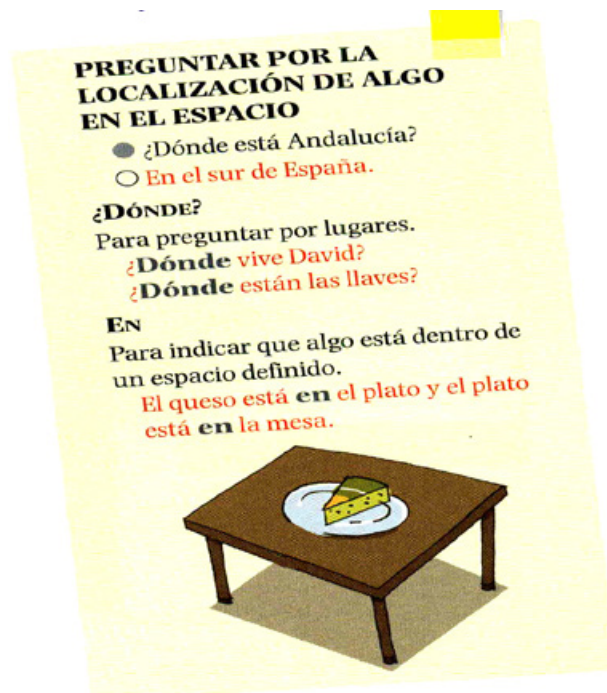 PREGUNTAR POR LA
LOCALIZACIÓN DE ALGO
EN EL ESPACIO
¿Dónde está Andalucía?
En el sur de España.
¿DÓNDE?
Para preguntar por lugares.
¿Dónde vive David?
¿Dónde están las llaves?
EN
Para indicar que algo está dentro de
un espacio definido.
El queso está en el plato y el plato
está en la mesa.